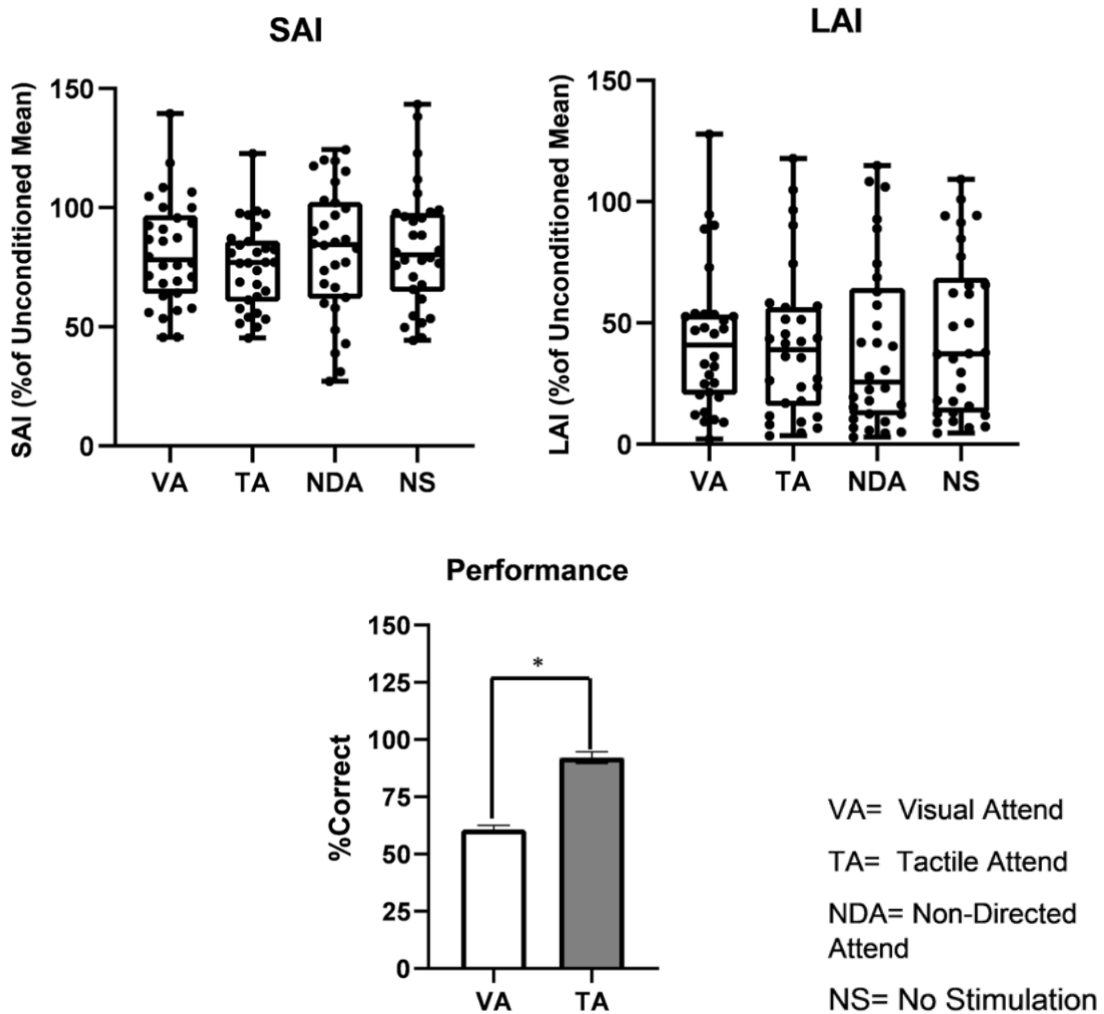 SAI
SAI (%of Unconditioned Mean)
150
100
50
0
VA TA NDA NS
LAI
LAI (%of Unconditioned Mean)
150
100
50
0
VA TA NDA NS
Performance
%Correct
150
125
100
75
50
25
0
*
VA TA
VA= Visual Attend
TA= Tactile Attend
NDA= Non-Directed
Attend
NS= No Stimulation